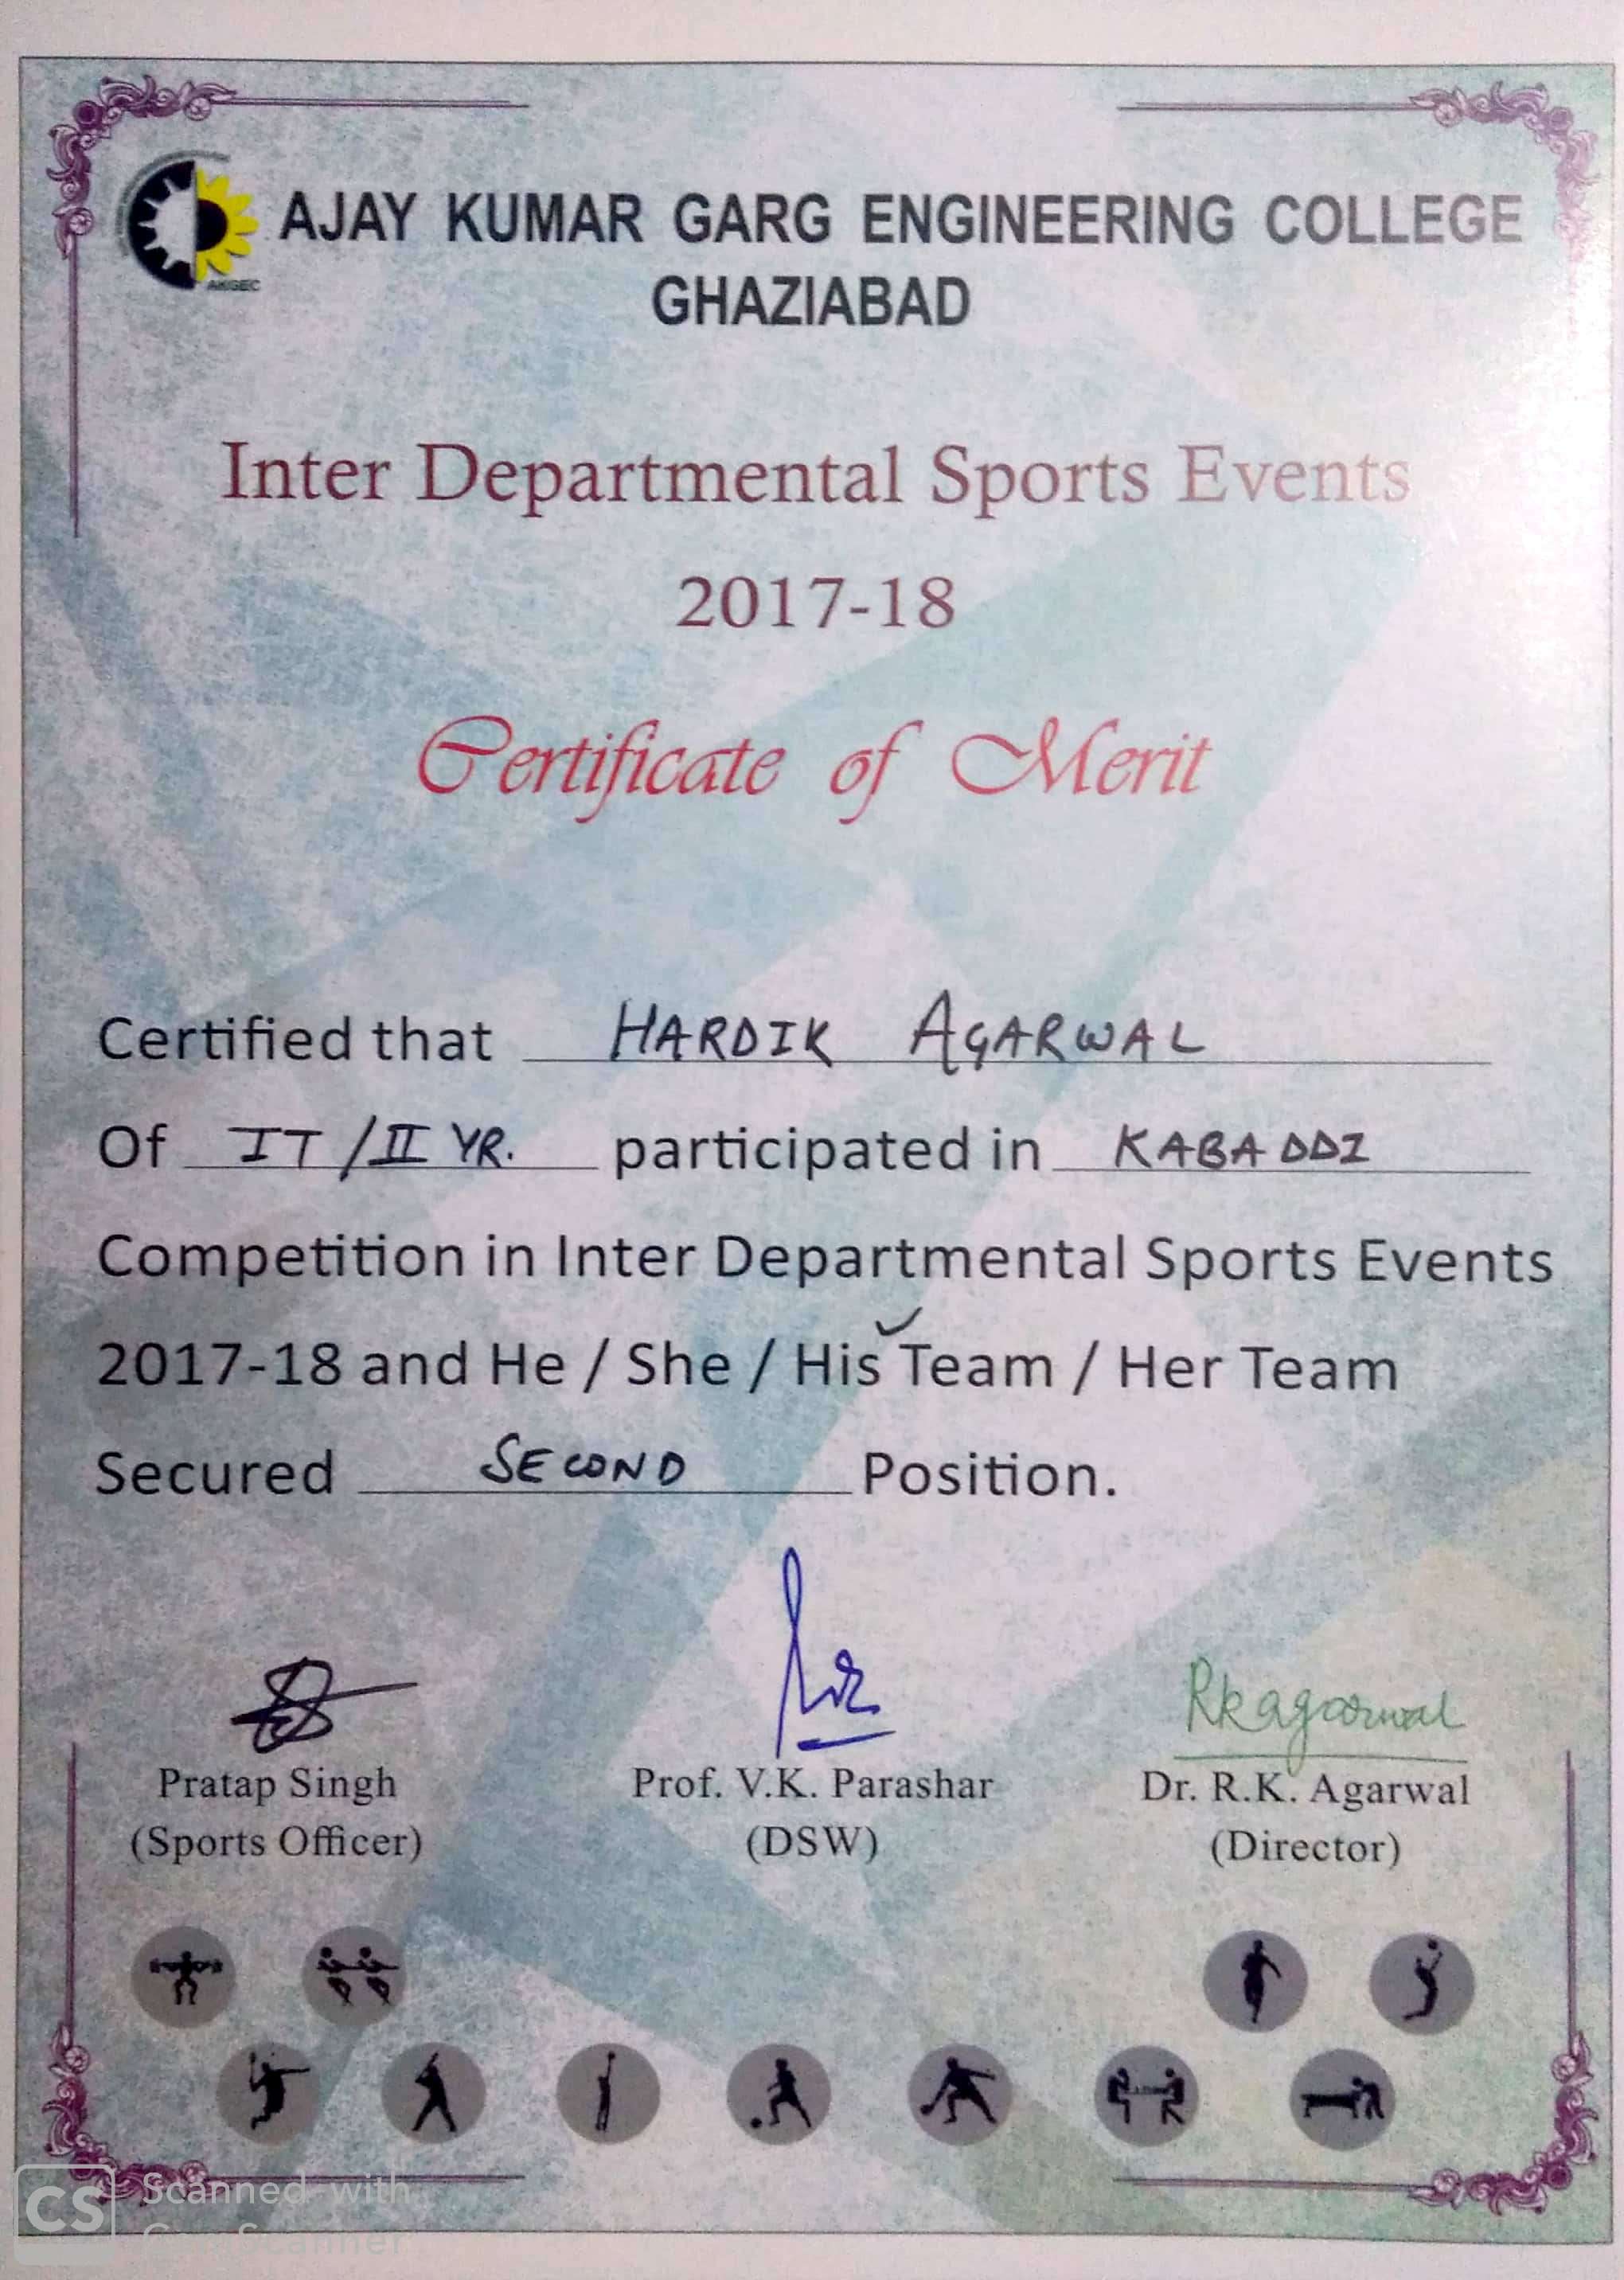 AKGEC
AJAY KUMAR GARG ENGINEERING COLLEGE
GHAZIABAD
Inter Departmental Sports Events
2017-18
Certificate of Merit
Certified that HARDIK AGARWAL
Of IT/II YR. participated in KABADDI
Competition in Inter Departmental Sports Events
2017-18 and He / She / His Team / Her Team
Secured SECOND Position.
Rkagarwal
Pratap Singh Prof. V.K. Parashar Dr. R.K. Agarwal
(Sports Officer) (DSW) (Director)
CS Scanned with
CamScanner